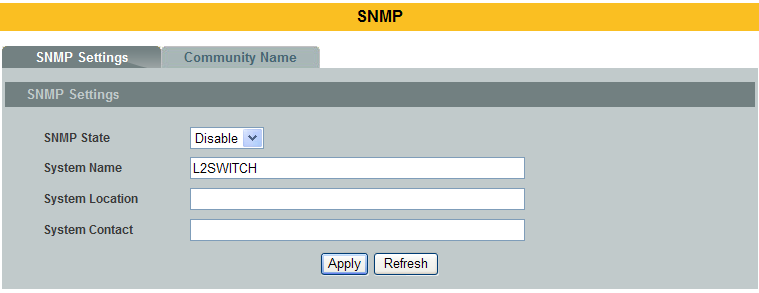 SNMP
SNMP Settings Community Name
SNMP Settings
SNMP State Disable
System Name L2SWITCH
System Location
System Contact
Apply Refresh